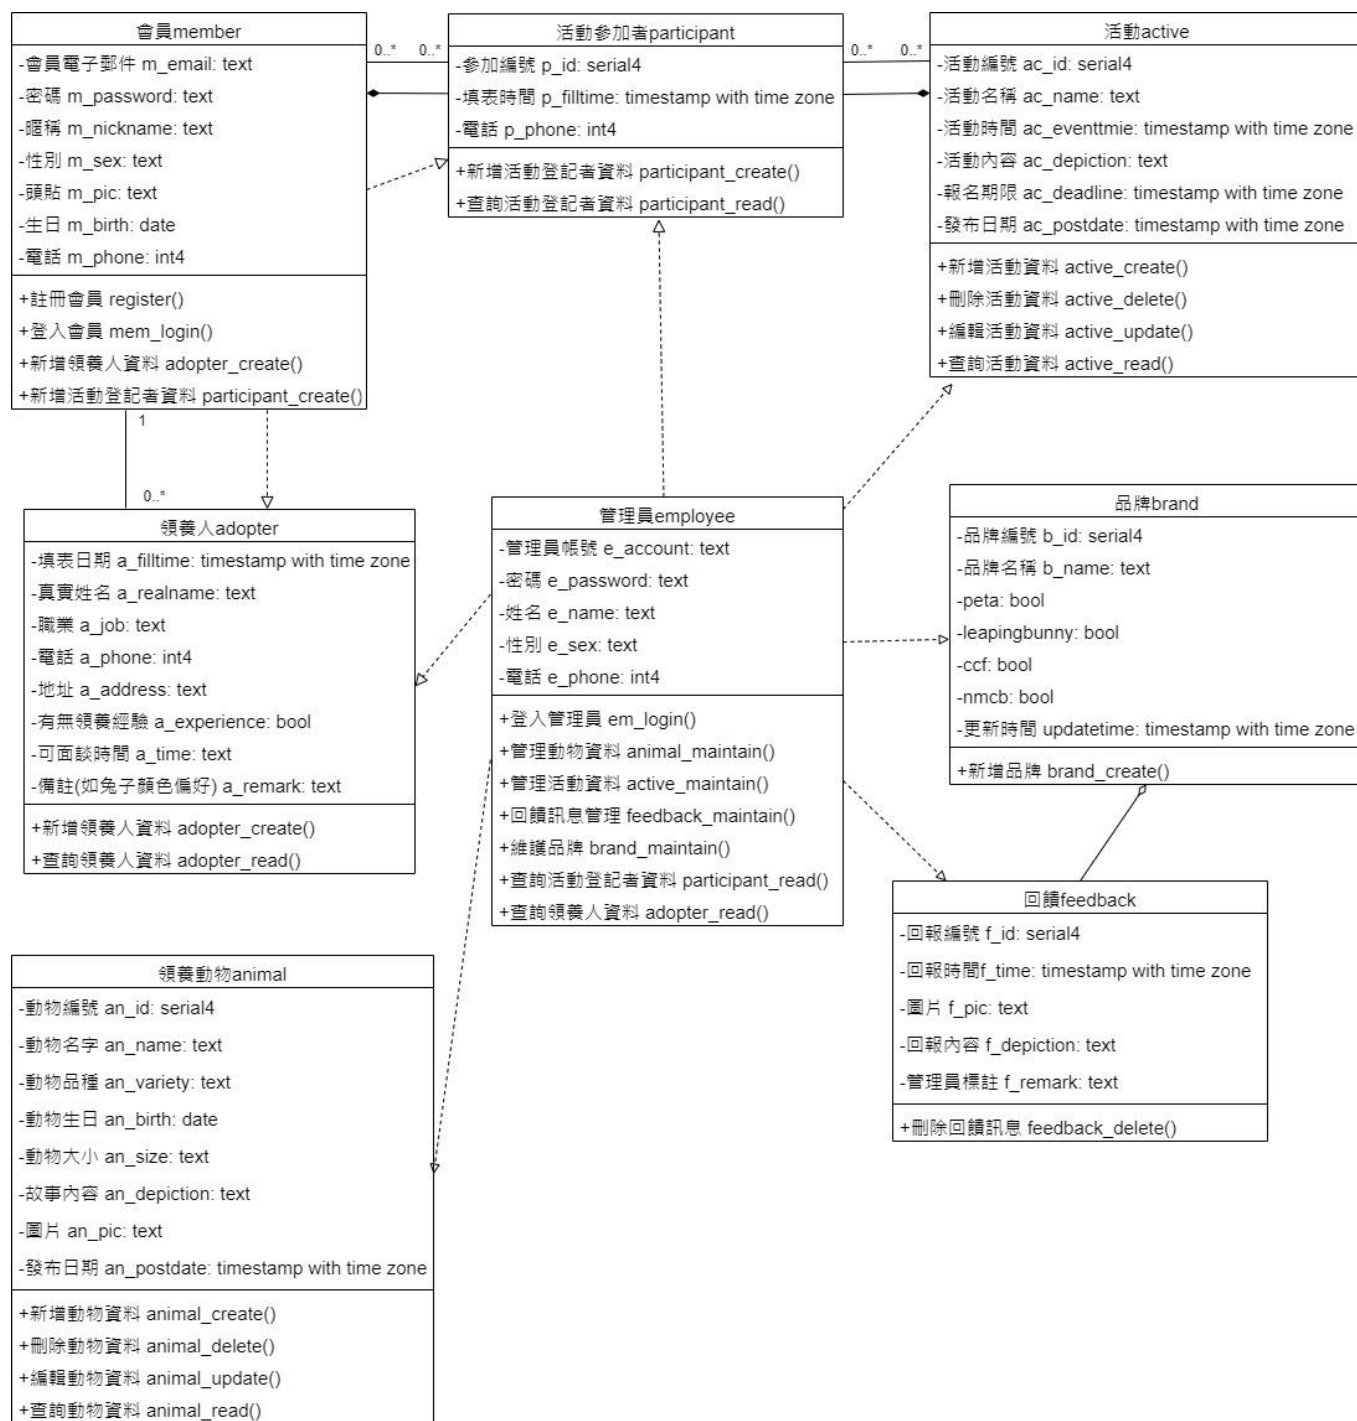 會員member
-會員電子郵件 m_email: text
-密碼 m_password: text
-暱稱 m_nickname: text
-性別 m_sex: text
-頭貼 m_pic: text
-生日 m_birth: date
-電話 m_phone: int4
+註冊會員 register()
+登入會員 mem_login()
+新增領養人資料 adopter_create()
+新增活動登記者資料 participant_create()
0..*
0..*
活動參加者participant
-參加編號 p_id: serial4
-填表時間 p_filltime: timestamp with time zone
-電話 p_phone: int4
+新增活動登記者資料 participant_create()
+查詢活動登記者資料 participant_read()
0..*
0..*
活動active
-活動編號 ac_id: serial4
-活動名稱 ac_name: text
-活動時間 ac_eventtmie: timestamp with time zone
-活動內容 ac_depiction: text
-報名期限 ac_deadline: timestamp with time zone
-發布日期 ac_postdate: timestamp with time zone
+新增活動資料 active_create()
+刪除活動資料 active_delete()
+編輯活動資料 active_update()
+查詢活動資料 active_read()
1
0..*
領養人adopter
-填表日期 a_filltime: timestamp with time zone
-真實姓名 a_realname: text
-職業 a_job: text
-電話 a_phone: int4
-地址 a_address: text
-有無領養經驗 a_experience: bool
-可面談時間 a_time: text
-備註(如兔子顏色偏好) a_remark: text
+新增領養人資料 adopter_create()
+查詢領養人資料 adopter_read()
管理員employee
-管理員帳號 e_account: text
-密碼 e_password: text
-姓名 e_name: text
-性別 e_sex: text
-電話 e_phone: int4
+登入管理員 em_login()
+管理動物資料 animal_maintain()
+管理活動資料 active_maintain()
+回饋訊息管理 feedback_maintain()
+維護品牌 brand_maintain()
+查詢活動登記者資料 participant_read()
+查詢領養人資料 adopter_read()
品牌brand
-品牌編號 b_id: serial4
-品牌名稱 b_name: text
-peta: bool
-leapingbunny: bool
-ccf: bool
-nmcb: bool
-更新時間 updatetime: timestamp with time zone
+新增品牌 brand_create()
回饋feedback
-回報編號 f_id: serial4
-回報時間f_time: timestamp with time zone
-圖片 f_pic: text
-回報內容 f_depiction: text
-管理員標註 f_remark: text
+刪除回饋訊息 feedback_delete()
領養動物animal
-動物編號 an_id: serial4
-動物名字 an_name: text
-動物品種 an_variety: text
-動物生日 an_birth: date
-動物大小 an_size: text
-故事內容 an_depiction: text
-圖片 an_pic: text
-發布日期 an_postdate: timestamp with time zone
+新增動物資料 animal_create()
+刪除動物資料 animal_delete()
+編輯動物資料 animal_update()
+查詢動物資料 animal_read()